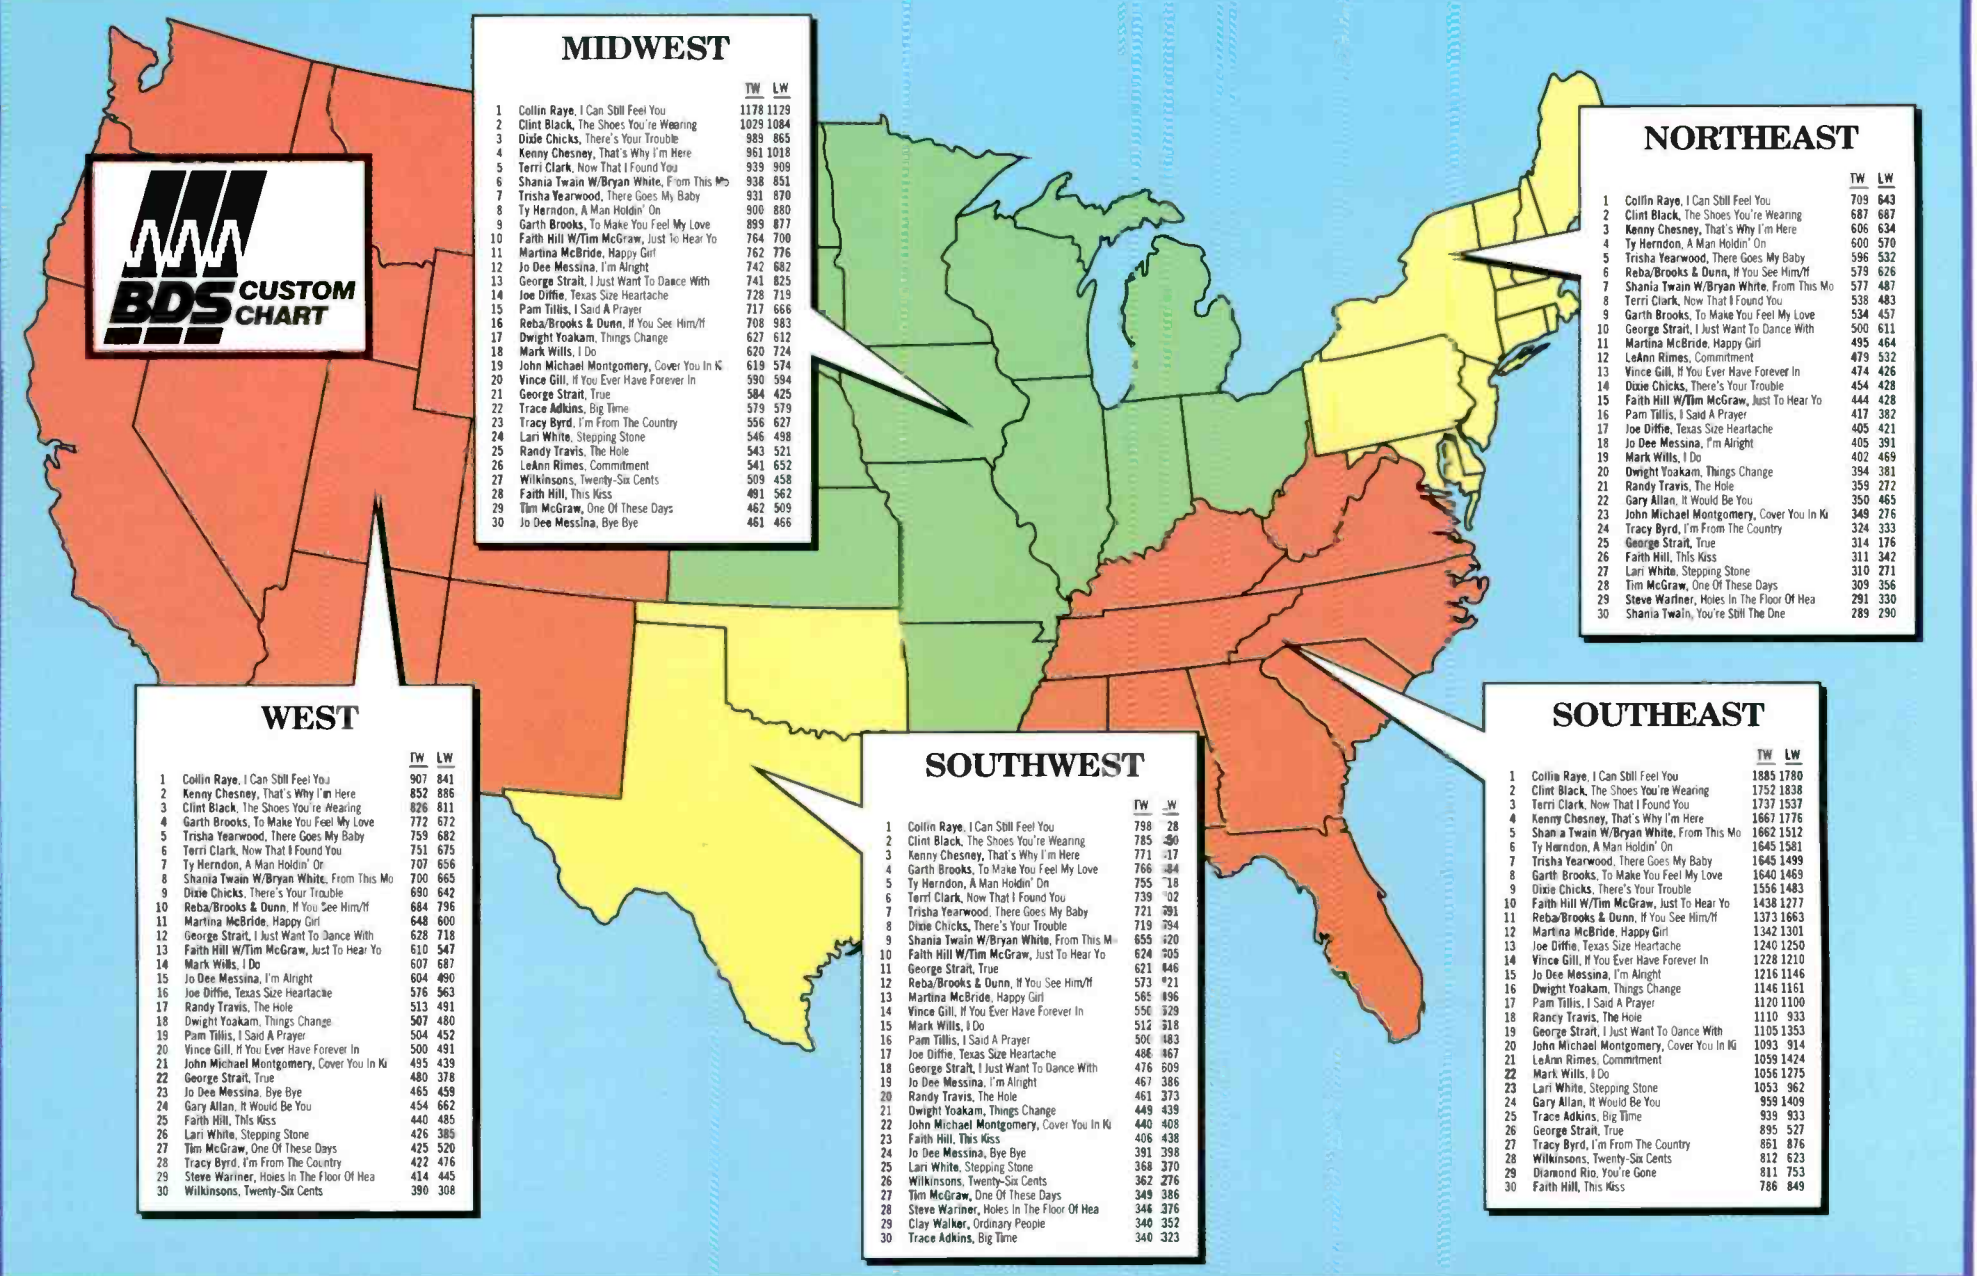 MIDWEST
TW LW
1 Collin Raye, I Can Still Feel You 1178 1129
2 Clint Black, The Shoes You're Wearing 1029 1084
3 Dixie Chicks, There's Your Trouble 989 865
4 Kenny Chesney, That's Why I'm Here 961 1018
5 Terri Clark, Now That I Found You 939 909
6 Shania Twain W/Bryan White, From This Mo 938 851
7 Trisha Yearwood, There Goes My Baby 931 870
8 Ty Herndon, A Man Holdin' On 900 880
9 Garth Brooks, To Make You Feel My Love 899 877
10 Faith Hill W/Tim McGraw, Just To Hear Yo 764 700
11 Martina McBride, Happy Girl 762 776
12 Jo Dee Messina, I'm Alright 742 682
13 George Strait, I Just Want To Dance With 741 825
14 Joe Diffie, Texas Size Heartache 728 719
15 Pam Tillis, I Said A Prayer 717 666
16 Reba/Brooks & Dunn, If You See Him/If 708 983
17 Dwight Yoakam, Things Change 627 612
18 Mark Wills, I Do 620 724
19 John Michael Montgomery, Cover You In K 619 574
20 Vince Gill, If You Ever Have Forever In 590 594
21 George Strait, True 584 425
22 Trace Adkins, Big Time 579 579
23 Tracy Byrd, I'm From The Country 556 627
24 Lari White, Stepping Stone 546 498
25 Randy Travis, The Hole 543 521
26 LeAnn Rimes, Commitment 541 652
27 Wilkinsons, Twenty-Six Cents 509 458
28 Faith Hill, This Kiss 491 562
29 Tim McGraw, One Of These Days 462 509
30 Jo Dee Messina, Bye Bye 461 466
NORTHEAST
TW LW
1 Collin Raye, I Can Still Feel You 709 643
2 Clint Black, The Shoes You're Wearing 687 687
3 Kenny Chesney, That's Why I'm Here 606 634
4 Ty Herndon, A Man Holdin' On 600 570
5 Trisha Yearwood, There Goes My Baby 596 532
6 Reba/Brooks & Dunn, If You See Him/If 579 626
7 Shania Twain W/Bryan White, From This Mo 577 487
8 Terri Clark, Now That I Found You 538 483
9 Garth Brooks, To Make You Feel My Love 534 457
10 George Strait, I Just Want To Dance With 500 611
11 Martina McBride, Happy Girl 495 464
12 LeAnn Rimes, Commitment 479 532
13 Vince Gill, If You Ever Have Forever In 474 426
14 Dixie Chicks, There's Your Trouble 454 428
15 Faith Hill W/Tim McGraw, Just To Hear Yo 444 428
16 Pam Tillis, I Said A Prayer 417 382
17 Joe Diffie, Texas Size Heartache 405 421
18 Jo Dee Messina, I'm Alright 405 391
19 Mark Wills, I Do 402 469
20 Dwight Yoakam, Things Change 394 381
21 Randy Travis, The Hole 359 272
22 Gary Allan, It Would Be You 350 465
23 John Michael Montgomery, Cover You In Ki 349 276
24 Tracy Byrd, I'm From The Country 324 333
25 George Strait, True 314 176
26 Faith Hill, This Kiss 311 342
27 Lari White, Stepping Stone 310 271
28 Tim McGraw, One Of These Days 309 356
29 Steve Wariner, Holes In The Floor Of Hea 291 330
30 Shania Twain, You're Still The One 289 290
BDS CUSTOM
CHART
WEST
TW LW
1 Collin Raye, I Can Still Feel You 907 841
2 Kenny Chesney, That's Why I'm Here 852 886
3 Clint Black, The Shoes You're Wearing 826 811
4 Garth Brooks, To Make You Feel My Love 772 672
5 Trisha Yearwood, There Goes My Baby 759 682
6 Terri Clark, Now That I Found You 751 675
7 Ty Herndon, A Man Holdin' Or 707 656
8 Shania Twain W/Bryan White, From This Mo 700 665
9 Dixie Chicks, There's Your Trouble 690 642
10 Reba/Brooks & Dunn, If You See Him/If 684 796
11 Martina McBride, Happy Girl 648 600
12 George Strait, I Just Want To Dance With 628 718
13 Faith Hill W/Tim McGraw, Just To Hear Yo 610 547
14 Mark Wills, I Do 607 687
15 Jo Dee Messina, I'm Alright 604 490
16 Joe Diffie, Texas Size Heartache 576 563
17 Randy Travis, The Hole 513 491
18 Dwight Yoakam, Things Change 507 480
19 Pam Tillis, I Said A Prayer 504 452
20 Vince Gill, If You Ever Have Forever In 500 491
21 John Michael Montgomery, Cover You In Ki 495 439
22 George Strait, True 480 378
23 Jo Dee Messina, Bye Bye 465 459
24 Gary Allan, It Would Be You 454 662
25 Faith Hill, This Kiss 440 485
26 Lari White, Stepping Stone 426 385
27 Tim McGraw, One Of These Days 425 520
28 Tracy Byrd, I'm From The Country 422 476
29 Steve Wariner, Holes In The Floor Of Hea 414 445
30 Wilkinsons, Twenty-Six Cents 390 308
SOUTHWEST
TW
1 Collin Raye, I Can Still Feel You 798
2 Clint Black, The Shoes You're Wearing 785
3 Kenny Chesney, That's Why I'm Here 771
4 Garth Brooks, To Make You Feel My Love 766
5 Ty Herndon, A Man Holdin' On 755
6 Terri Clark, Now That I Found You 739
7 Trisha Yearwood, There Goes My Baby 721
8 Dixie Chicks, There's Your Trouble 719
9 Shania Twain W/Bryan White, From This M 655
10 Faith Hill W/Tim McGraw, Just To Hear Yo 624
11 George Strait, True 621
12 Reba/Brooks & Dunn, If You See Him/If 573
13 Martina McBride, Happy Girl 565
14 Vince Gill, If You Ever Have Forever In 550
15 Mark Wills, I Do 512
16 Pam Tillis, I Said A Prayer
17 Joe Diffie, Texas Size Heartache
18 George Strait, I Just Want To Dance With 476 609
19 Jo Dee Messina, I'm Alright 467 386
20 Randy Travis, The Hole 461 373
21 Dwight Yoakam, Things Change 449 439
22 John Michael Montgomery, Cover You In Ki 440 408
23 Faith Hill, This Kiss 406 438
24 Jo Dee Messina, Bye Bye 391 398
25 Lari White, Stepping Stone 368 370
26 Wilkinsons, Twenty-Six Cents 362 276
27 Tim McGraw, One Of These Days 349 386
28 Steve Wariner, Holes In The Floor Of Hea 346 376
29 Clay Walker, Ordinary People 340 352
30 Trace Adkins, Big Time 340 323
SOUTHEAST
TW LW
1 Collin Raye, I Can Still Feel You 1885 1780
2 Clint Black, The Shoes You're Wearing 1752 1838
3 Terri Clark, Now That I Found You 1737 1537
4 Kenny Chesney, That's Why I'm Here 1667 1776
5 Shania Twain W/Bryan White, From This Mo 1662 1512
6 Ty Herndon, A Man Holdin' On 1645 1581
7 Trisha Yearwood, There Goes My Baby 1645 1499
8 Garth Brooks, To Make You Feel My Love 1640 1469
9 Dixie Chicks, There's Your Trouble 1556 1483
10 Faith Hill W/Tim McGraw, Just To Hear Yo 1438 1277
11 Reba/Brooks & Dunn, If You See Him/If 1373 1663
12 Martina McBride, Happy Girl 1342 1301
13 Joe Diffie, Texas Size Heartache 1240 1250
14 Vince Gill, If You Ever Have Forever In 1228 1210
15 Jo Dee Messina, I'm Alright 1216 1146
16 Dwight Yoakam, Things Change 1146 1161
17 Pam Tillis, I Said A Prayer 1120 1100
18 Randy Travis, The Hole 1110 933
19 George Strait, I Just Want To Dance With 1105 1353
20 John Michael Montgomery, Cover You In Ki 1093 914
21 LeAnn Rimes, Commitment 1059 1424
22 Mark Wills, I Do 1056 1275
23 Lari White, Stepping Stone 1053 962
24 Gary Allan, It Would Be You 959 1409
25 Trace Adkins, Big Time 939 933
26 George Strait, True 895 527
27 Tracy Byrd, I'm From The Country 861 876
28 Wilkinsons, Twenty-Six Cents 812 623
29 Diamond Rio, You're Gone 811 753
30 Faith Hill, This Kiss 786 849